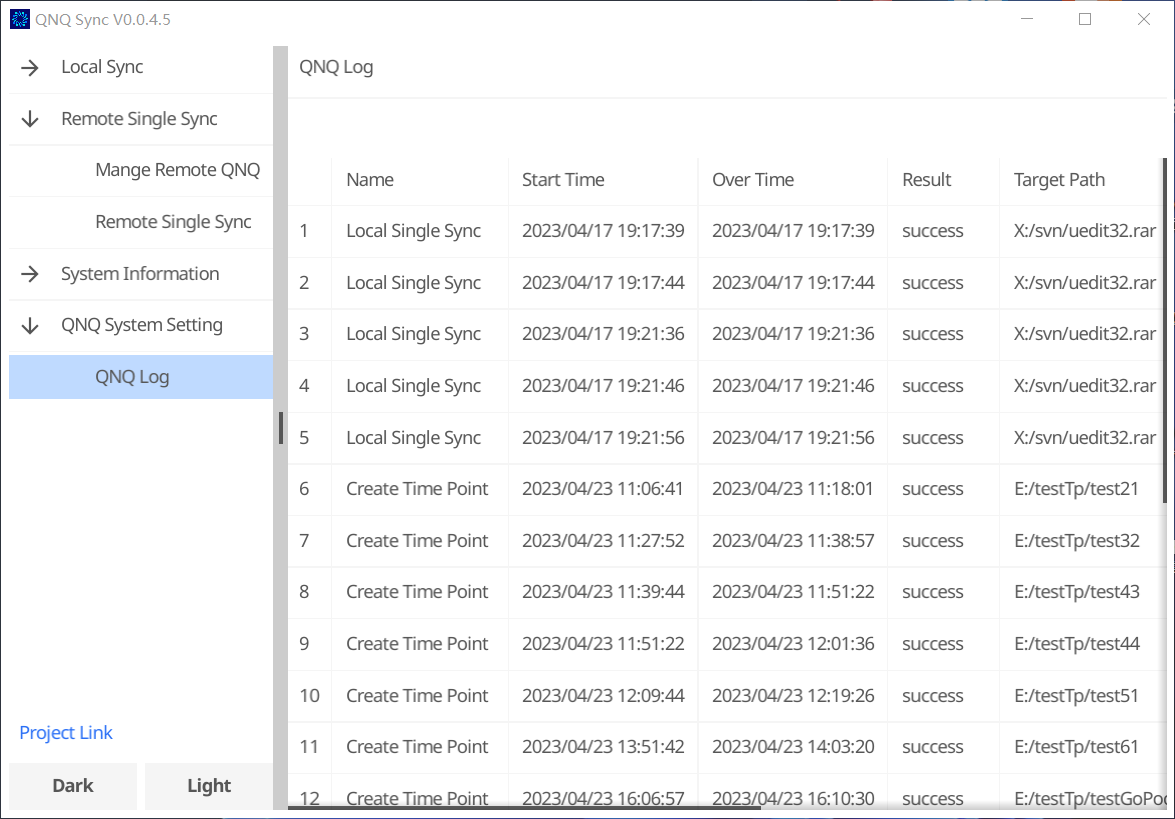 QNQ Sync V0.0.4.5
Local Sync
Remote Single Sync
Mange Remote QNQ
Remote Single Sync
System Information
QNQ System Setting
QNQ Log
Project Link
Dark Light
QNQ Log
Name Start Time Over Time Result Target Path
1 Local Single Sync 2023/04/17 19:17:39 2023/04/17 19:17:39 success X:/svn/uedit32.rar
2 Local Single Sync 2023/04/17 19:17:44 2023/04/17 19:17:44 success X:/svn/uedit32.rar
3 Local Single Sync 2023/04/17 19:21:36 2023/04/17 19:21:36 success X:/svn/uedit32.rar
4 Local Single Sync 2023/04/17 19:21:46 2023/04/17 19:21:46 success X:/svn/uedit32.rar
5 Local Single Sync 2023/04/17 19:21:56 2023/04/17 19:21:56 success X:/svn/uedit32.rar
6 Create Time Point 2023/04/23 11:06:41 2023/04/23 11:18:01 success E:/testTp/test21
7 Create Time Point 2023/04/23 11:27:52 2023/04/23 11:38:57 success E:/testTp/test32
8 Create Time Point 2023/04/23 11:39:44 2023/04/23 11:51:22 success E:/testTp/test43
9 Create Time Point 2023/04/23 11:51:22 2023/04/23 12:01:36 success E:/testTp/test44
10 Create Time Point 2023/04/23 12:09:44 2023/04/23 12:19:26 success E:/testTp/test51
11 Create Time Point 2023/04/23 13:51:42 2023/04/23 14:03:20 success E:/testTp/test61
12 Create Time Point 2023/04/23 16:06:57 2023/04/23 16:10:30 success E:/testTp/testGoPoc